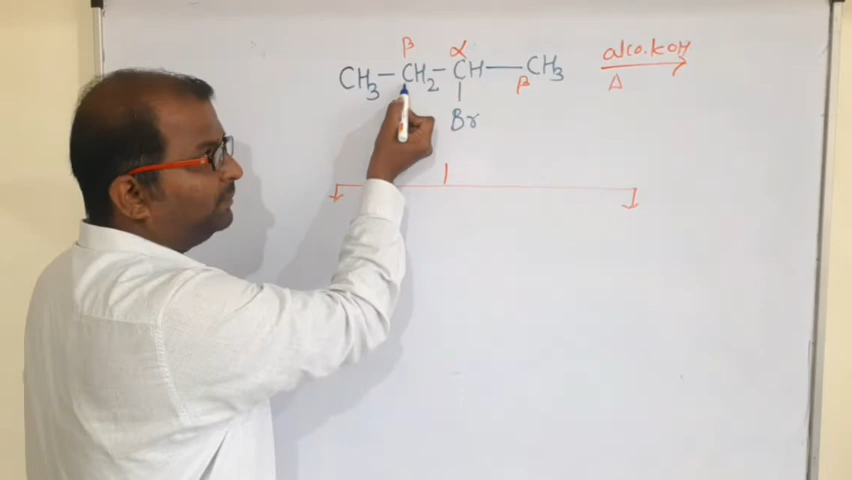 β α alco.KOH
CH3 – CH2 – CH — CH3 →
β Δ
Br